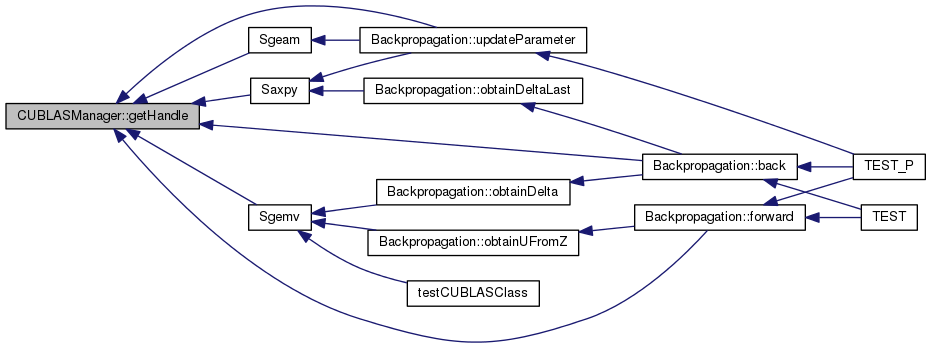 Sgeam
Backpropagation::updateParameter
Saxpy
Backpropagation::obtainDeltaLast
CUBLASManager::getHandle
Backpropagation::back
TEST_P
Backpropagation::obtainDelta
Sgemv
Backpropagation::forward
TEST
Backpropagation::obtainUFromZ
testCUBLASClass